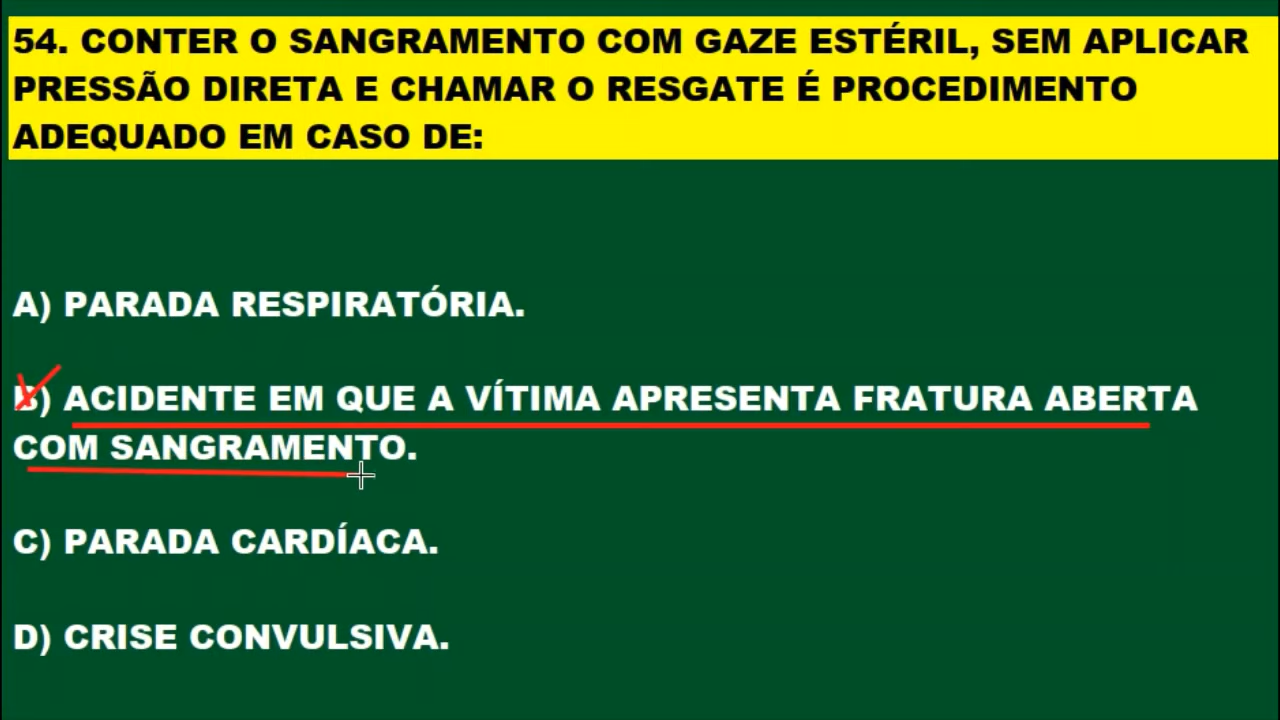 54. CONTER O SANGRAMENTO COM GAZE ESTÉRIL, SEM APLICAR
PRESSÃO DIRETA E CHAMAR O RESGATE É PROCEDIMENTO
ADEQUADO EM CASO DE:
A) PARADA RESPIRATÓRIA.
B) ACIDENTE EM QUE A VÍTIMA APRESENTA FRATURA ABERTA
COM SANGRAMENTO.
C) PARADA CARDÍACA.
D) CRISE CONVULSIVA.